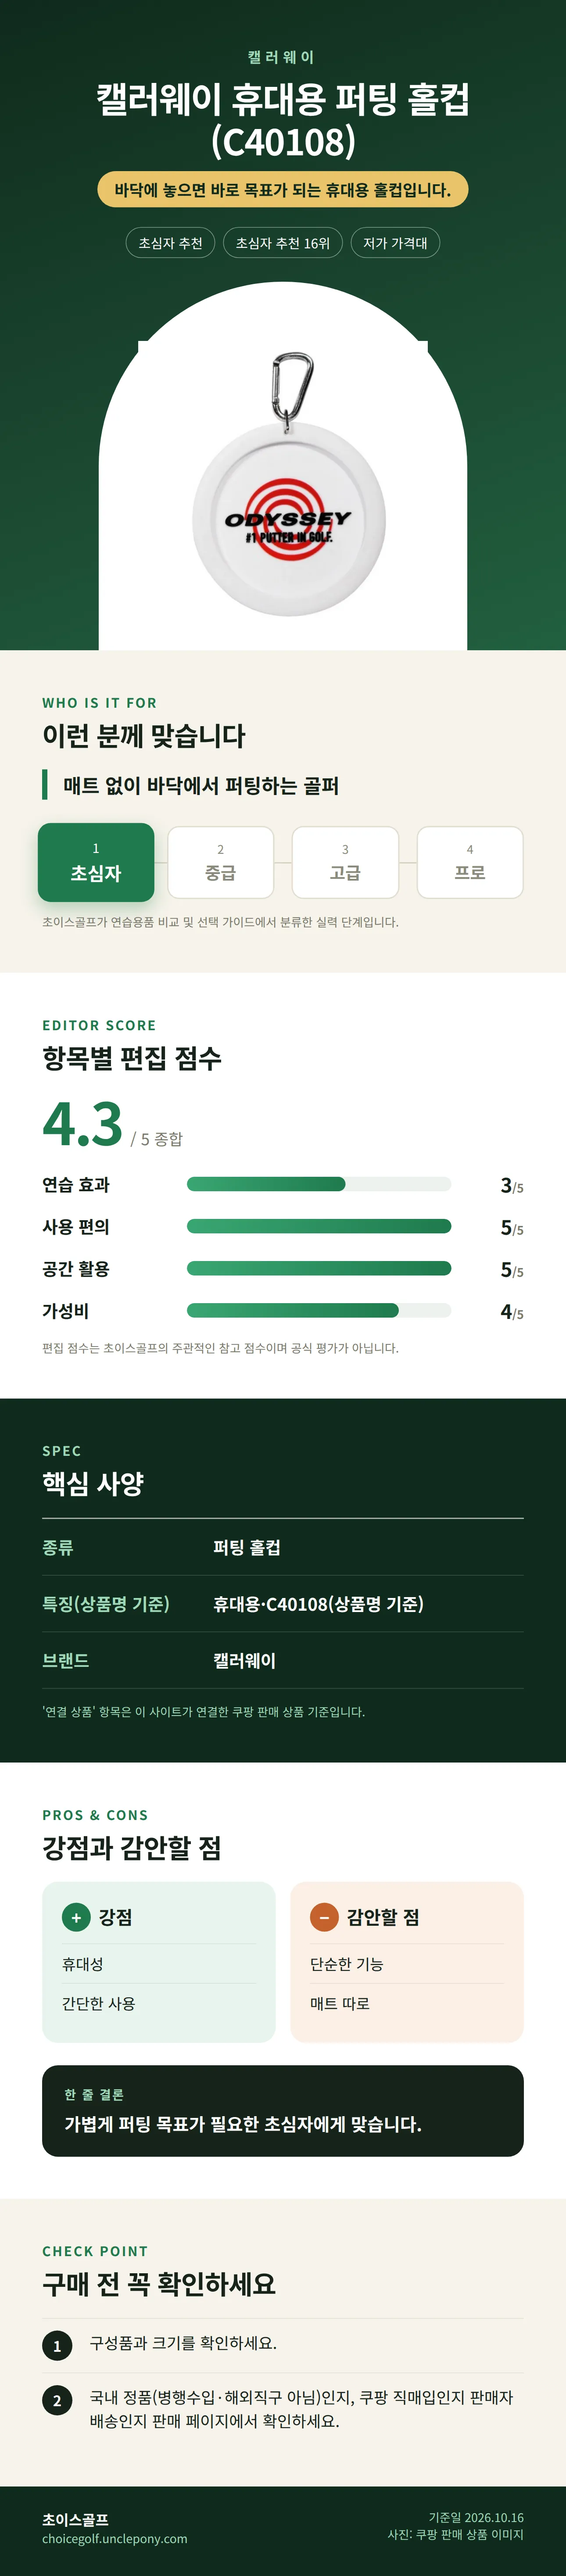 캘러웨이
캘러웨이 휴대용 퍼팅 홀컵
(C40108)
바닥에 놓으면 바로 목표가 되는 휴대용 홀컵입니다.
초심자 추천
초심자 추천 16위
저가 가격대
ODYSSEY
#1 PUTTER IN GOLF.
WHO IS IT FOR
이런 분께 맞습니다
매트 없이 바닥에서 퍼팅하는 골퍼
1
초심자
2
중급
3
고급
4
프로
초이스골프가 연습용품 비교 및 선택 가이드에서 분류한 실력 단계입니다.
EDITOR SCORE
항목별 편집 점수
4.3 / 5 종합
연습 효과 3/5
사용 편의 5/5
공간 활용 5/5
가성비 4/5
편집 점수는 초이스골프의 주관적인 참고 점수이며 공식 평가가 아닙니다.
SPEC
핵심 사양
종류 퍼팅 홀컵
특징(상품명 기준) 휴대용·C40108(상품명 기준)
브랜드 캘러웨이
'연결 상품' 항목은 이 사이트가 연결한 쿠팡 판매 상품 기준입니다.
PROS & CONS
강점과 감안할 점
+ 강점
휴대성
간단한 사용
− 감안할 점
단순한 기능
매트 따로
한 줄 결론
가볍게 퍼팅 목표가 필요한 초심자에게 맞습니다.
CHECK POINT
구매 전 꼭 확인하세요
1 구성품과 크기를 확인하세요.
2 국내 정품(병행수입·해외직구 아님)인지, 쿠팡 직매입인지 판매자
배송인지 판매 페이지에서 확인하세요.
초이스골프
choicegolf.unclepony.com
기준일 2026.10.16
사진: 쿠팡 판매 상품 이미지